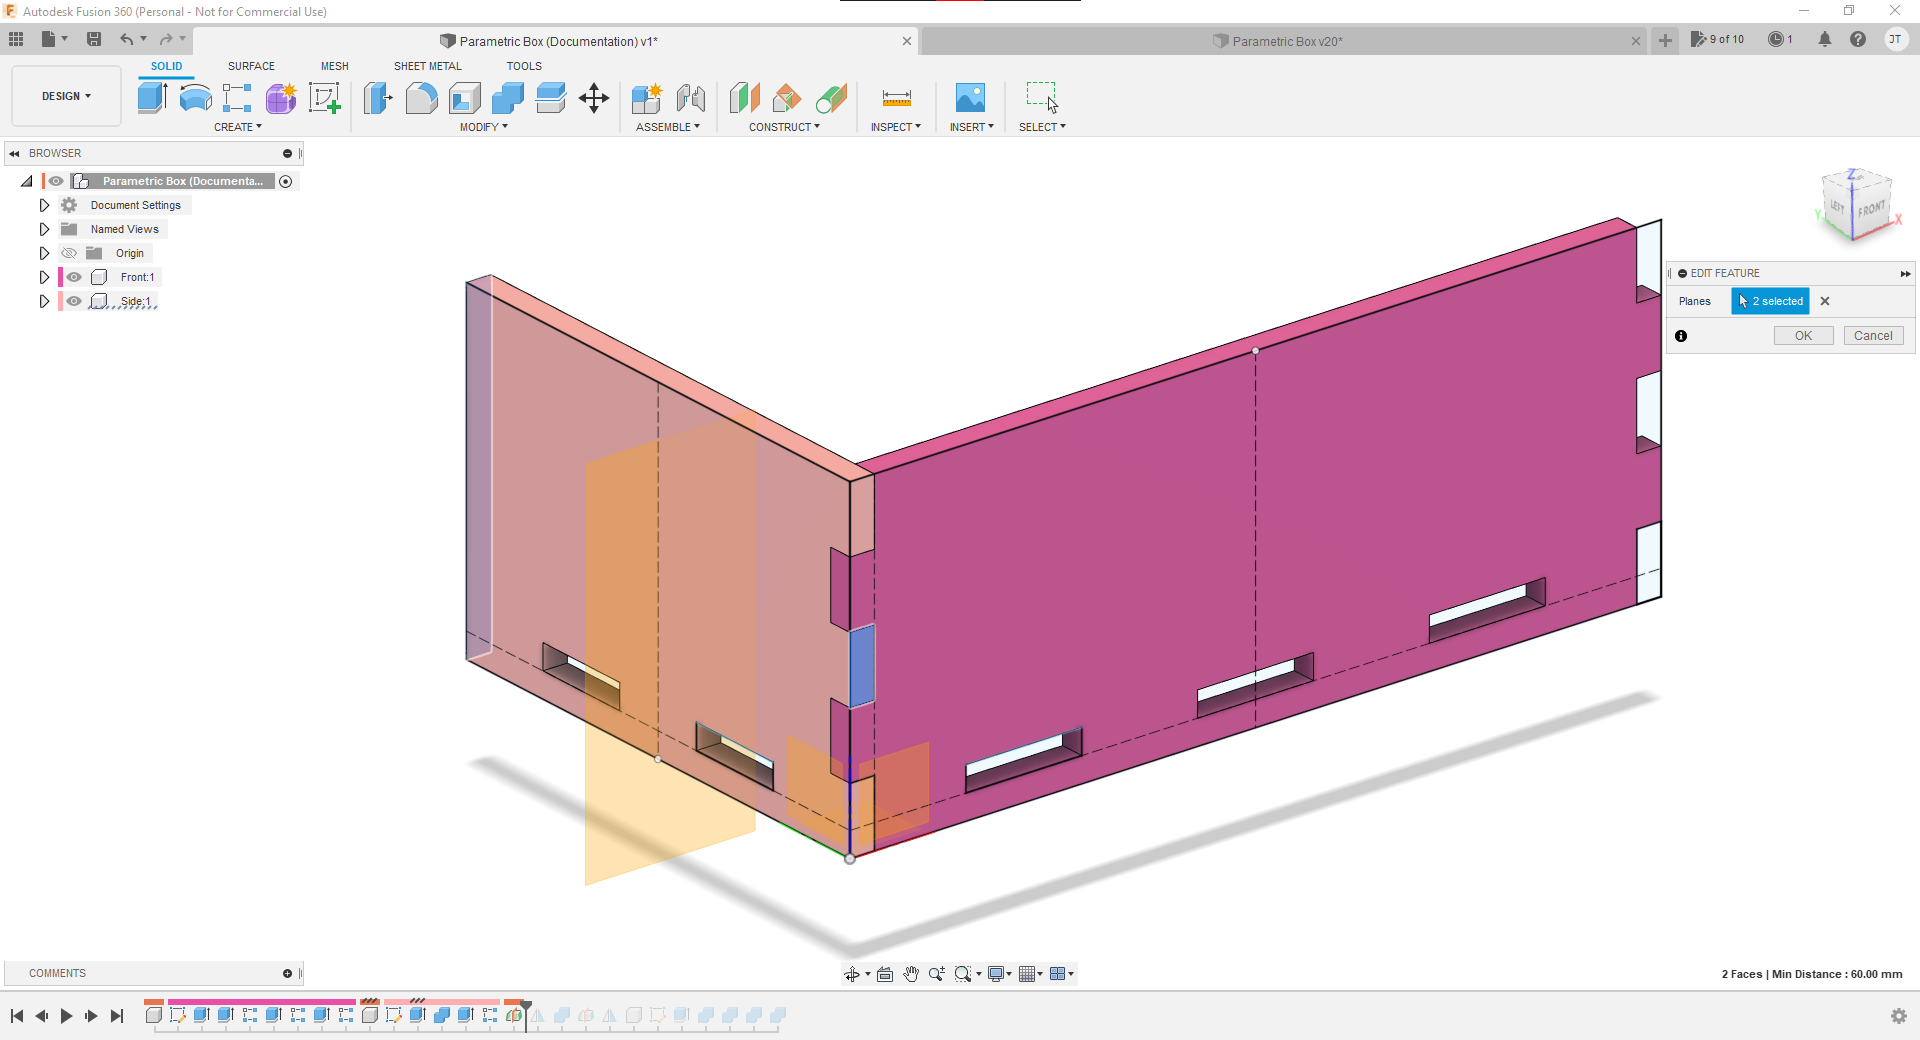 Autodesk Fusion 360 (Personal - Not for Commercial Use)
Parametric Box (Documentation) v1*
Parametric Box v20*
9 of 10
1
JT
DESIGN
SOLID
SURFACE
MESH
SHEET METAL
TOOLS
CREATE
MODIFY
ASSEMBLE
CONSTRUCT
INSPECT
INSERT
SELECT
BROWSER
Parametric Box (Documenta...
Document Settings
Named Views
Origin
Front:1
Side:1
Z
LEFT
FRONT
Y
X
EDIT FEATURE
Planes
2 selected
OK
Cancel
COMMENTS
2 Faces | Min Distance : 60.00 mm